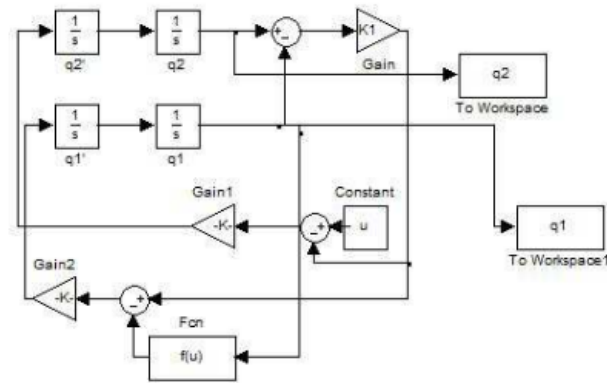 1
s
q2'
1
s
q2
+
-
K1
Gain
q2
To Workspace
1
s
q1'
1
s
q1
Gain1
-K-
-+
Constant
u
q1
To Workspace1
Gain2
-K-
-+
Fcn
f(u)